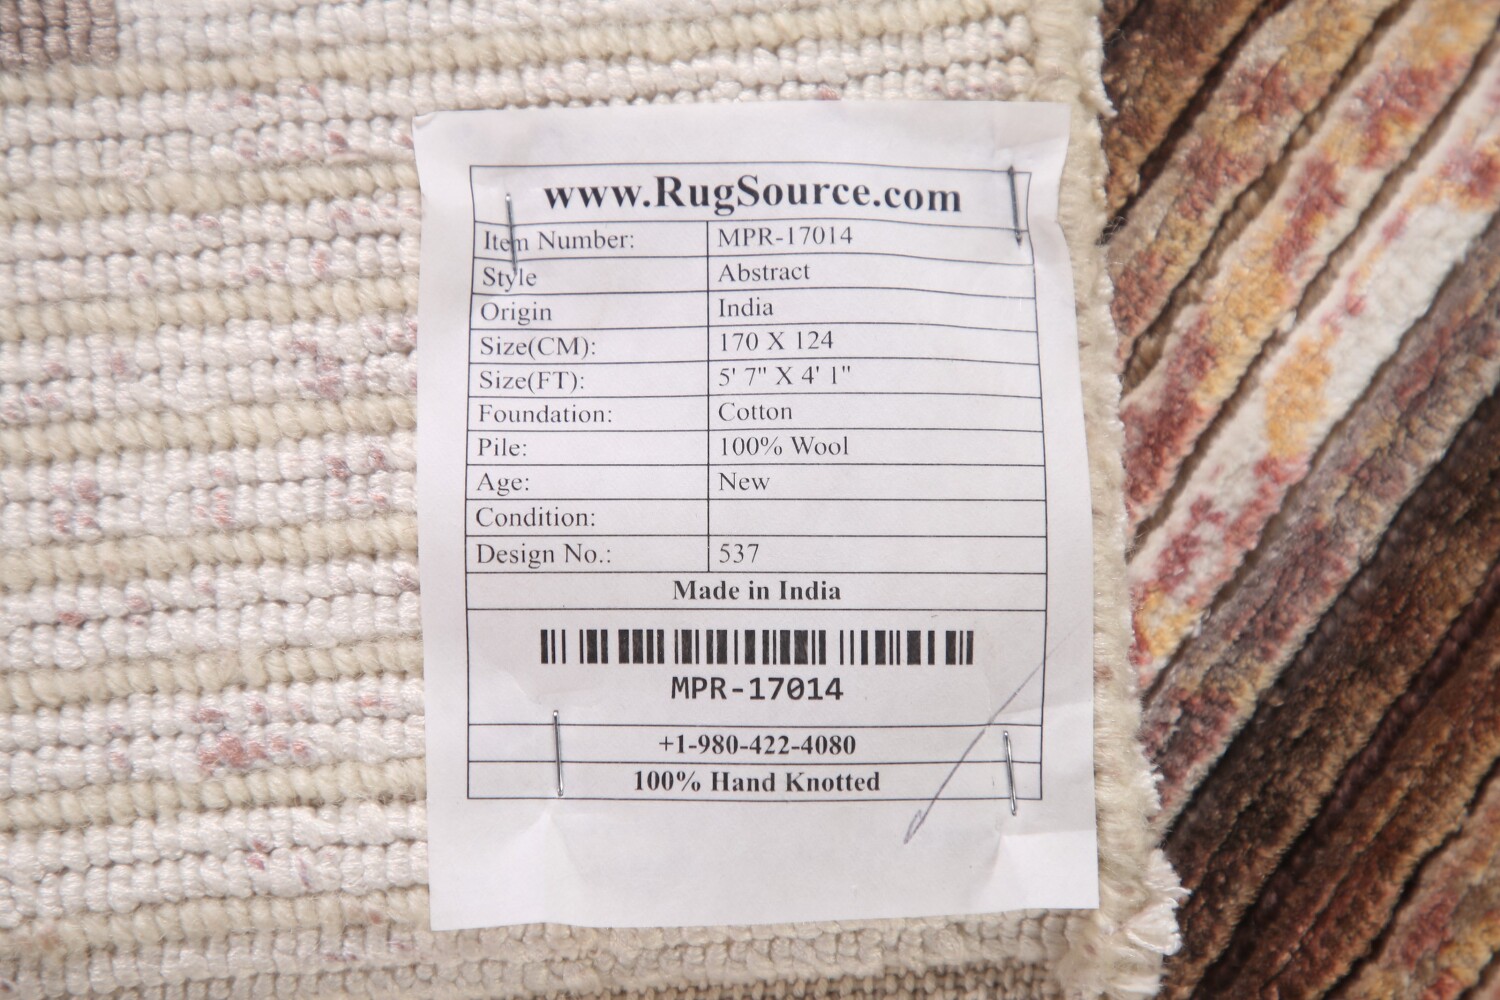 www.RugSource.com
Item Number: MPR-17014
Style Abstract
Origin India
Size(CM): 170 X 124
Size(FT): 5' 7" X 4' 1"
Foundation: Cotton
Pile: 100% Wool
Age: New
Condition:
Design No.: 537
Made in India
MPR-17014
+1-980-422-4080
100% Hand Knotted